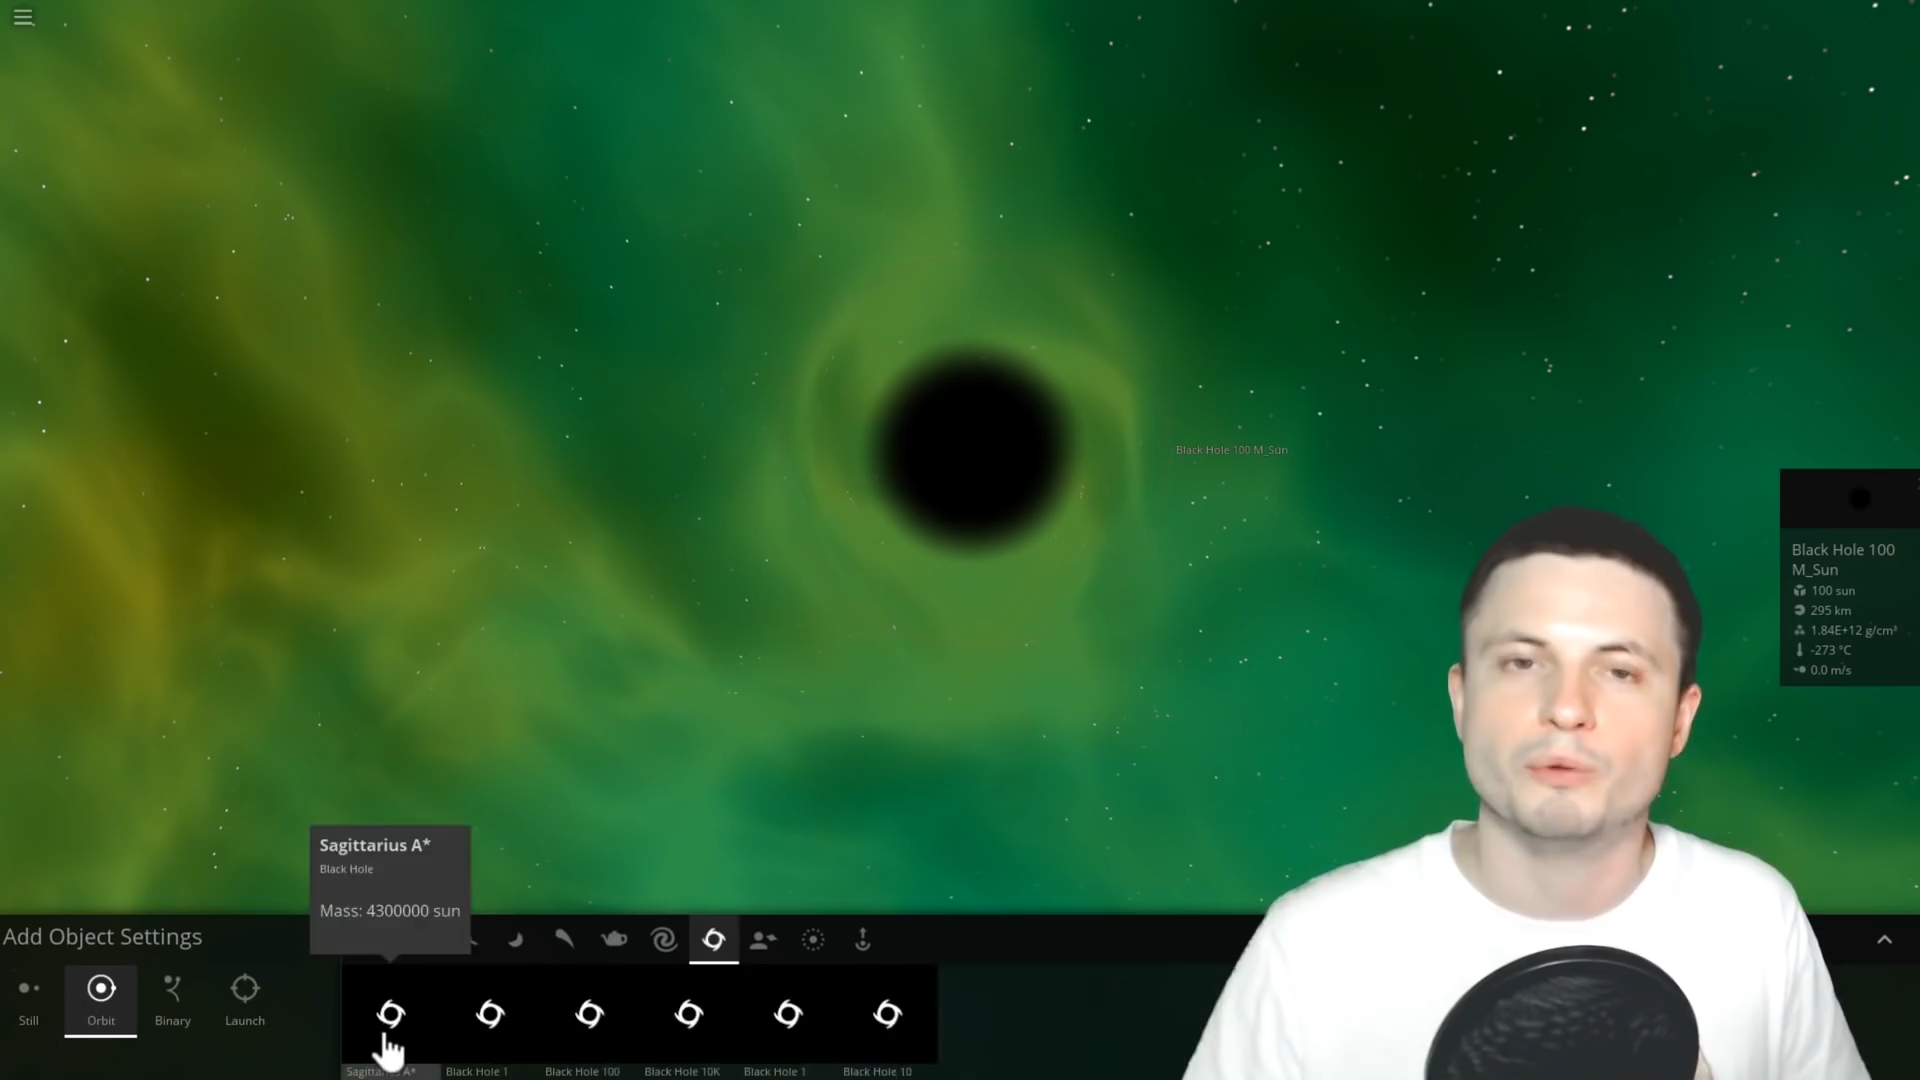 Black Hole 100 M_Sun
Black Hole 100
M_Sun
100 sun
295 km
1.84E+12 g/cm³
-273 °C
0.0 m/s
Sagittarius A*
Black Hole
Mass: 4300000 sun
Add Object Settings
Still
Orbit
Binary
Launch
Sagittarius A*
Black Hole 1
Black Hole 100
Black Hole 10K
Black Hole 1
Black Hole 10